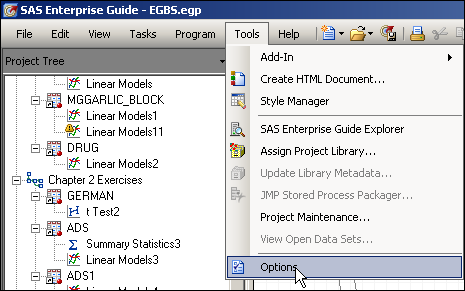 SAS Enterprise Guide - EGBS.egp
File Edit View Tasks Program Tools Help
Project Tree
Linear Models
MGGARLIC_BLOCK
Linear Models1
Linear Models11
DRUG
Linear Models2
Chapter 2 Exercises
GERMAN
t Test2
ADS
Summary Statistics3
Linear Models3
ADS1
Linear Models4
Add-In
Create HTML Document...
Style Manager
SAS Enterprise Guide Explorer
Assign Project Library...
Update Library Metadata...
JMP Stored Process Packager...
Project Maintenance...
View Open Data Sets...
Options